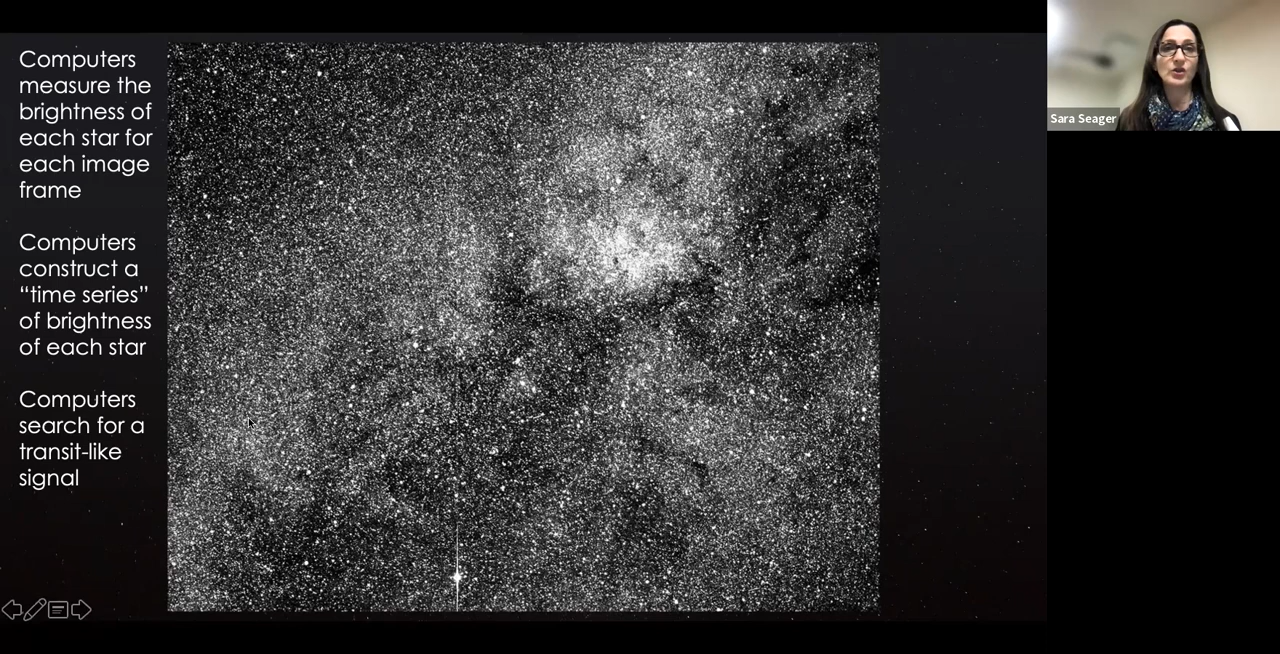 Computers
measure the
brightness of
each star for
each image
frame
Computers
construct a
“time series”
of brightness
of each star
Computers
search for a
transit-like
signal
Sara Seager